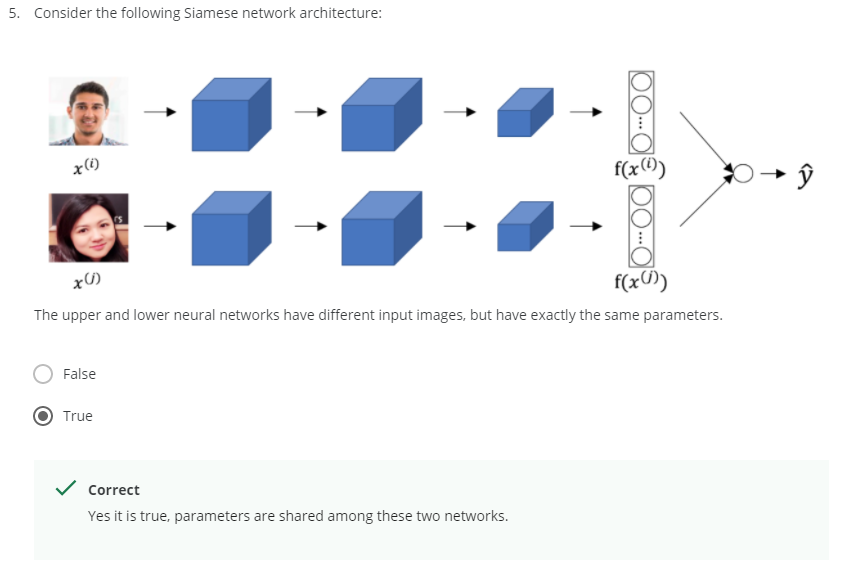 5. Consider the following Siamese network architecture:
x⁽ⁱ⁾
f(x⁽ⁱ⁾)
ŷ
x⁽ʲ⁾
f(x⁽ʲ⁾)
The upper and lower neural networks have different input images, but have exactly the same parameters.
False
True
Correct
Yes it is true, parameters are shared among these two networks.